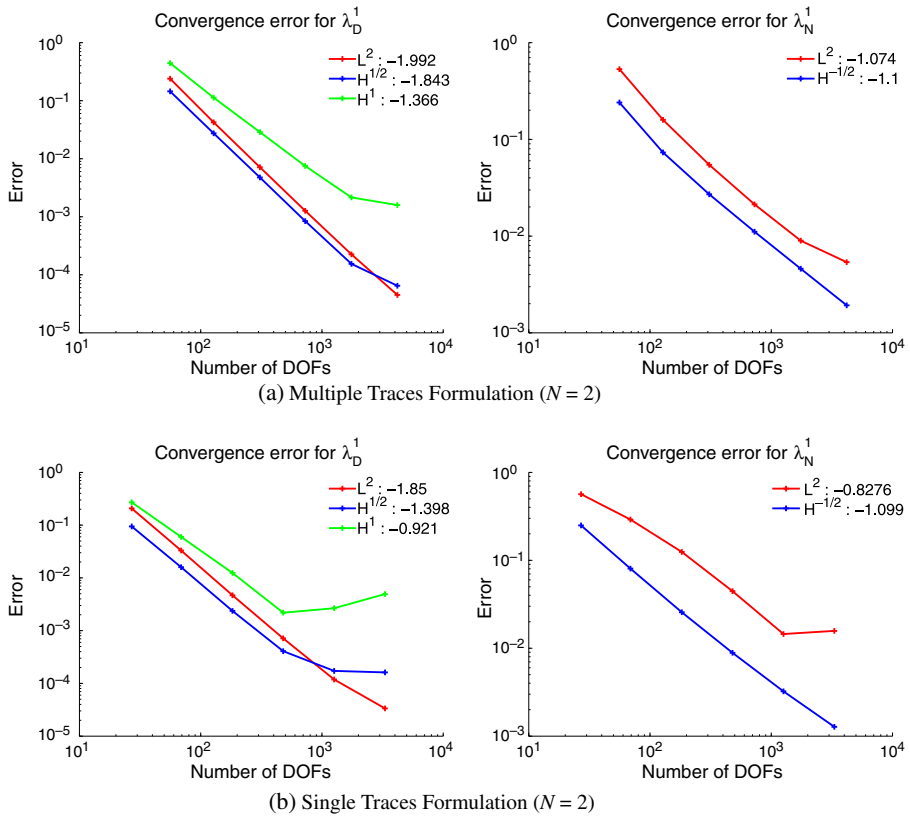 Convergence error for λ_D^1
L^2 : −1.992
H^{1/2} : −1.843
H^1 : −1.366
10^0
10^−1
10^−2
10^−3
10^−4
10^−5
Error
10^1 10^2 10^3 10^4
Number of DOFs
Convergence error for λ_N^1
L^2 : −1.074
H^{−1/2} : −1.1
10^0
10^−1
10^−2
10^−3
Error
10^1 10^2 10^3 10^4
Number of DOFs
(a) Multiple Traces Formulation (N = 2)
Convergence error for λ_D^1
L^2 : −1.85
H^{1/2} : −1.398
H^1 : −0.921
10^0
10^−1
10^−2
10^−3
10^−4
10^−5
Error
10^1 10^2 10^3 10^4
Number of DOFs
Convergence error for λ_N^1
L^2 : −0.8276
H^{−1/2} : −1.099
10^0
10^−1
10^−2
10^−3
Error
10^1 10^2 10^3 10^4
Number of DOFs
(b) Single Traces Formulation (N = 2)